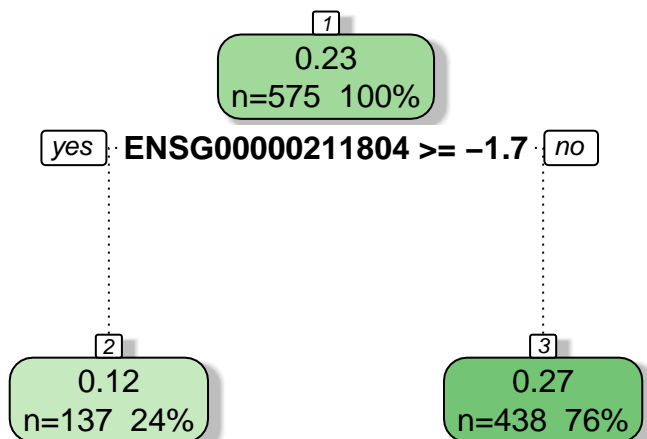 1
0.23
n=575 100%
yes ENSG00000211804 >= −1.7 no
2
0.12
n=137 24%
3
0.27
n=438 76%